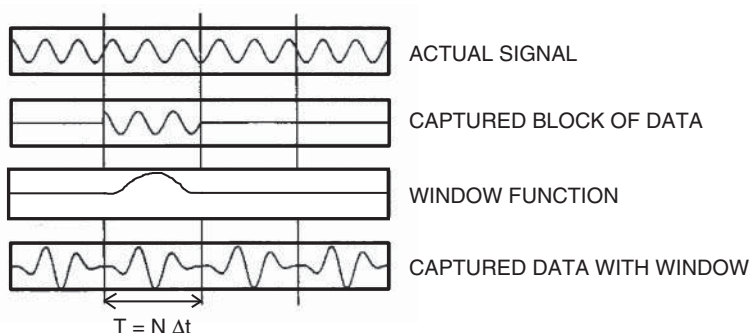 ACTUAL SIGNAL
CAPTURED BLOCK OF DATA
WINDOW FUNCTION
CAPTURED DATA WITH WINDOW
T = N Δt